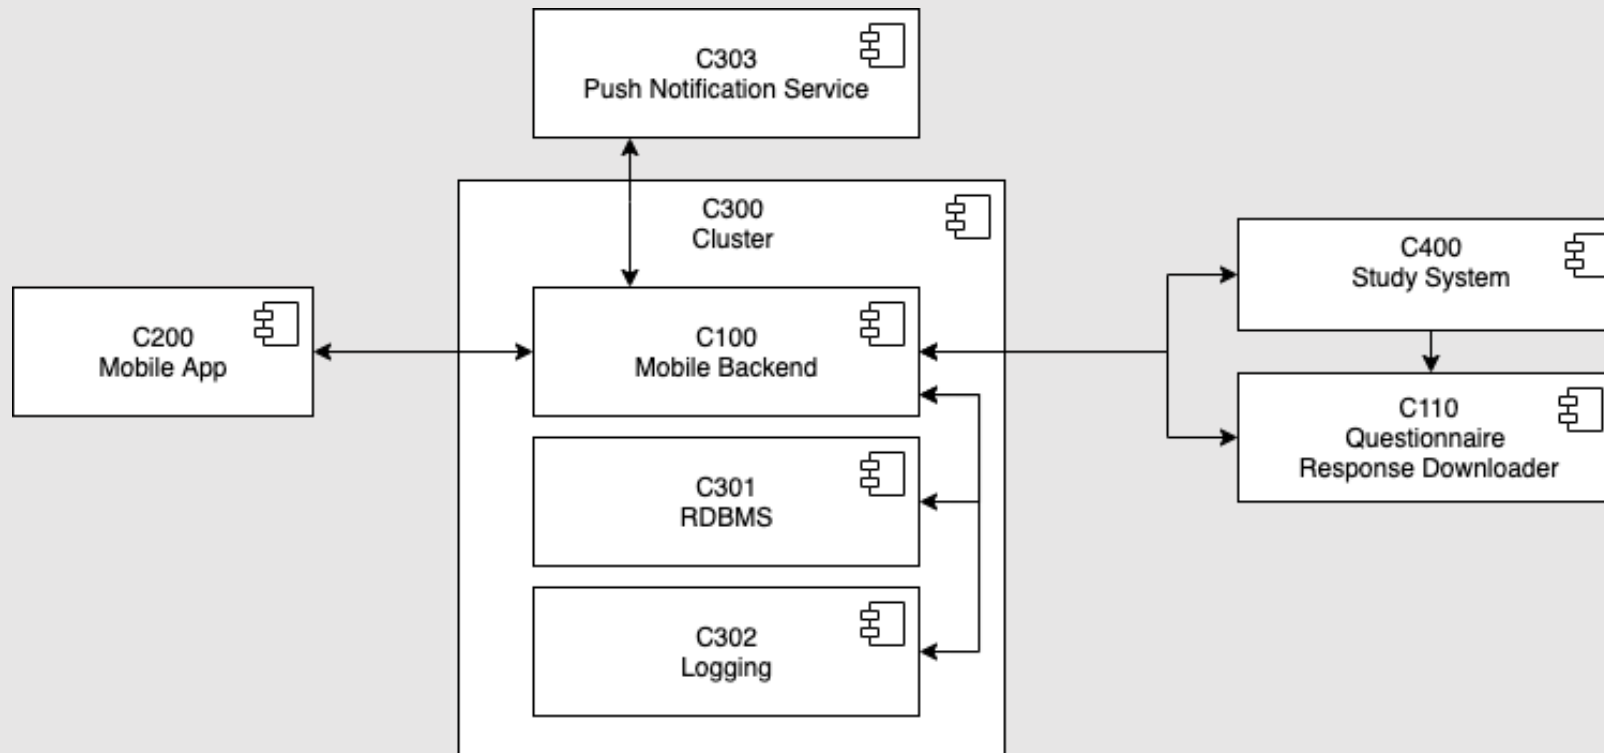 C303
Push Notification Service
C300
Cluster
C200
Mobile App
C100
Mobile Backend
C400
Study System
C110
Questionnaire
Response Downloader
C301
RDBMS
C302
Logging